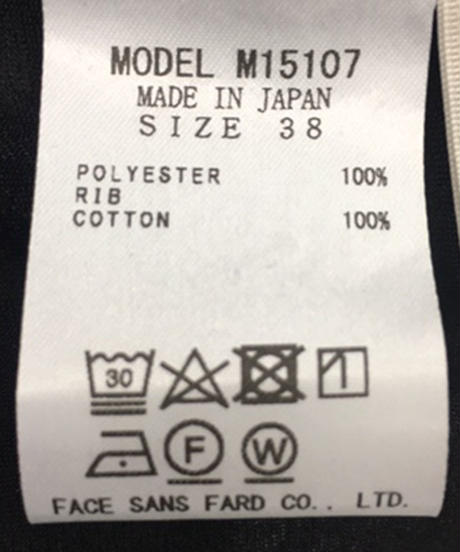 MODEL M15107
MADE IN JAPAN
SIZE 38
POLYESTER 100%
RIB
COTTON 100%
30
F W
FACE SANS FARD CO., LTD.